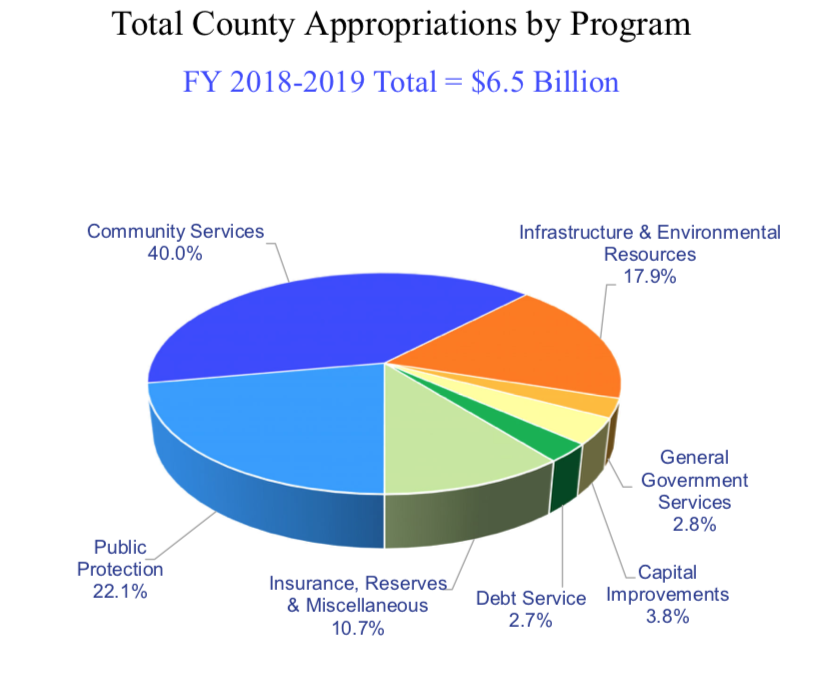 Total County Appropriations by Program
FY 2018-2019 Total = $6.5 Billion
Community Services
40.0%
Infrastructure & Environmental
Resources
17.9%
General
Government
Services
2.8%
Capital
Improvements
3.8%
Debt Service
2.7%
Insurance, Reserves
& Miscellaneous
10.7%
Public
Protection
22.1%